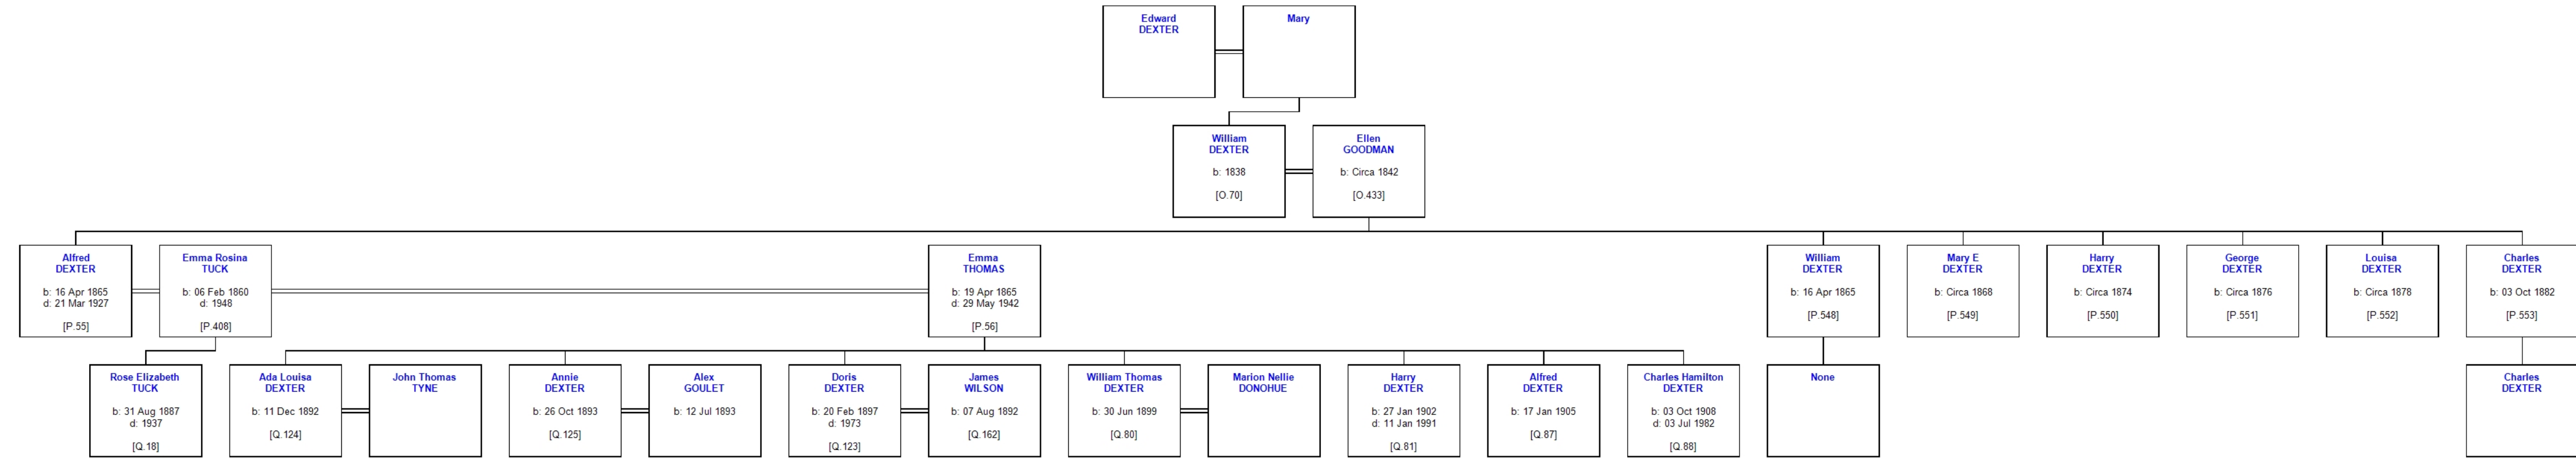 Edward
DEXTER
Mary
William
DEXTER
b: 1838
[O.70]
Ellen
GOODMAN
b: Circa 1842
[O.433]
Alfred
DEXTER
b: 16 Apr 1865
d: 21 Mar 1927
[P.55]
Emma Rosina
TUCK
b: 06 Feb 1860
d: 1948
[P.408]
Emma
THOMAS
b: 19 Apr 1865
d: 29 May 1942
[P.56]
William
DEXTER
b: 16 Apr 1865
[P.548]
Mary E
DEXTER
b: Circa 1868
[P.549]
Harry
DEXTER
b: Circa 1874
[P.550]
George
DEXTER
b: Circa 1876
[P.551]
Louisa
DEXTER
b: Circa 1878
[P.552]
Charles
DEXTER
b: 03 Oct 1882
[P.553]
Rose Elizabeth
TUCK
b: 31 Aug 1887
d: 1937
[Q.18]
Ada Louisa
DEXTER
b: 11 Dec 1892
[Q.124]
John Thomas
TYNE
Annie
DEXTER
b: 26 Oct 1893
[Q.125]
Alex
GOULET
b: 12 Jul 1893
Doris
DEXTER
b: 20 Feb 1897
d: 1973
[Q.123]
James
WILSON
b: 07 Aug 1892
[Q.162]
William Thomas
DEXTER
b: 30 Jun 1899
[Q.80]
Marion Nellie
DONOHUE
Harry
DEXTER
b: 27 Jan 1902
d: 11 Jan 1991
[Q.81]
Alfred
DEXTER
b: 17 Jan 1905
[Q.87]
Charles Hamilton
DEXTER
b: 03 Oct 1908
d: 03 Jul 1982
[Q.88]
None
Charles
DEXTER